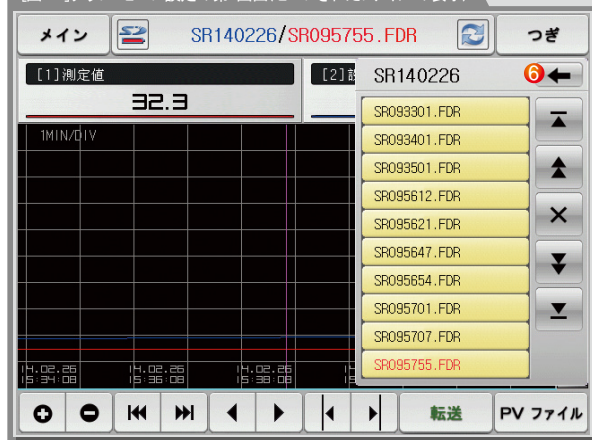 メイン
SR140226/SR095755.FDR
つぎ
[1]測定値
[2]設
32.3
1MIN/DIV
SR140226
6
SR093301.FDR
SR093401.FDR
SR093501.FDR
SR095612.FDR
SR095621.FDR
SR095647.FDR
SR095654.FDR
SR095701.FDR
SR095707.FDR
SR095755.FDR
14.02.26 14.02.26 14.02.26
15:34:08 15:36:08 15:38:08
転送
PV ファイル